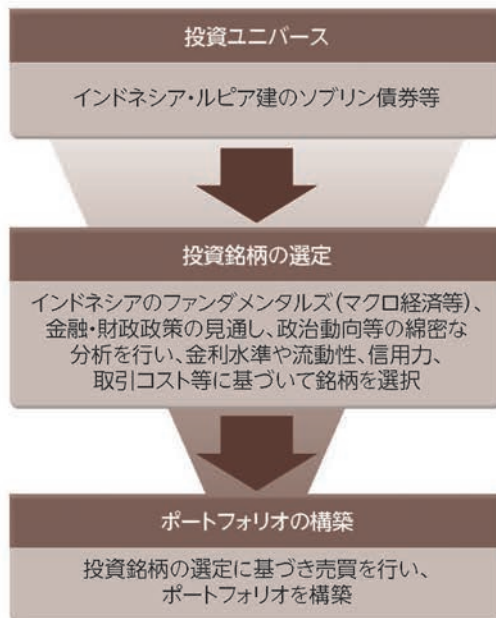 投資ユニバース
インドネシア・ルピア建のソブリン債券等
投資銘柄の選定
インドネシアのファンダメンタルズ(マクロ経済等)、
金融・財政政策の見通し、政治動向等の綿密な
分析を行い、金利水準や流動性、信用力、
取引コスト等に基づいて銘柄を選択
ポートフォリオの構築
投資銘柄の選定に基づき売買を行い、
ポートフォリオを構築